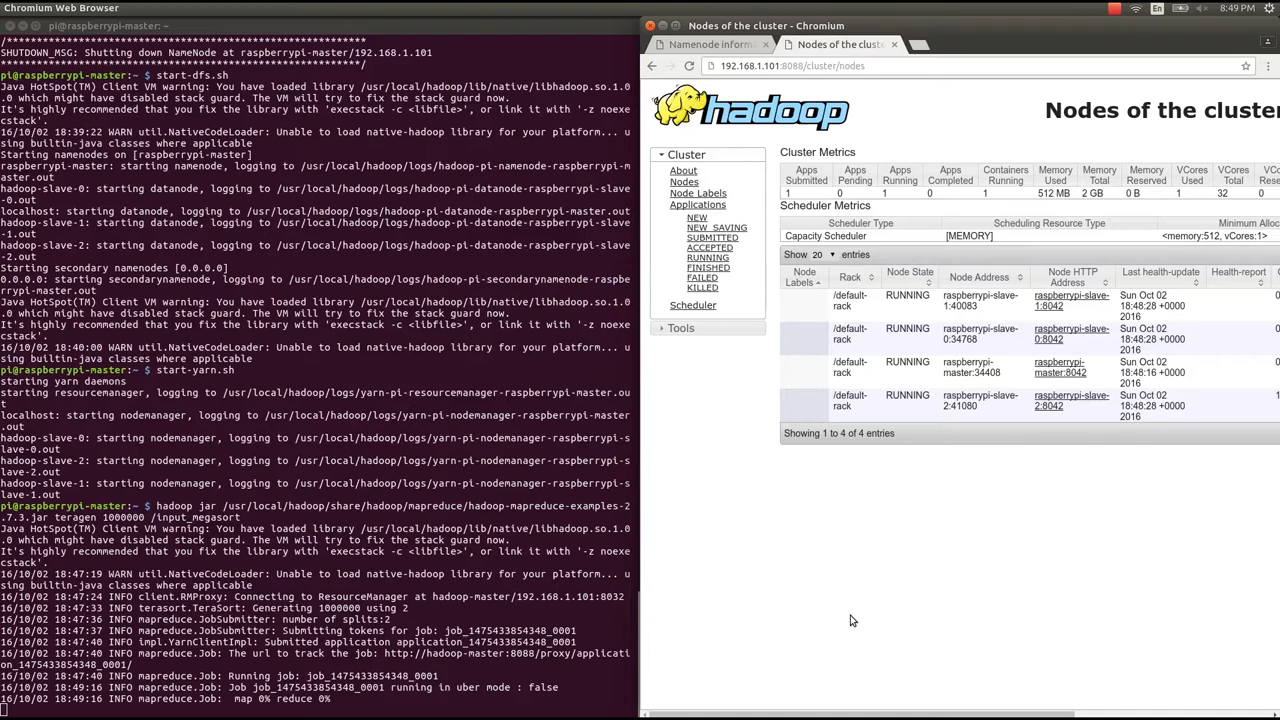 Chromium Web Browser
En
8:49 PM
pi@raspberrypi-master: ~
/************************************************************
SHUTDOWN_MSG: Shutting down NameNode at raspberrypi-master/192.168.1.101
************************************************************/
pi@raspberrypi-master:~ $ start-dfs.sh
Java HotSpot(TM) Client VM warning: You have loaded library /usr/local/hadoop/lib/native/libhadoop.so.1.0
.0 which might have disabled stack guard. The VM will try to fix the stack guard now.
It's highly recommended that you fix the library with 'execstack -c <libfile>', or link it with '-z noexe
cstack'.
16/10/02 18:39:22 WARN util.NativeCodeLoader: Unable to load native-hadoop library for your platform... u
sing builtin-java classes where applicable
Starting namenodes on [raspberrypi-master]
raspberrypi-master: starting namenode, logging to /usr/local/hadoop/logs/hadoop-pi-namenode-raspberrypi-m
aster.out
hadoop-slave-0: starting datanode, logging to /usr/local/hadoop/logs/hadoop-pi-datanode-raspberrypi-slave
-0.out
localhost: starting datanode, logging to /usr/local/hadoop/logs/hadoop-pi-datanode-raspberrypi-master.out
hadoop-slave-1: starting datanode, logging to /usr/local/hadoop/logs/hadoop-pi-datanode-raspberrypi-slave
-1.out
hadoop-slave-2: starting datanode, logging to /usr/local/hadoop/logs/hadoop-pi-datanode-raspberrypi-slave
-2.out
Starting secondary namenodes [0.0.0.0]
0.0.0.0: starting secondarynamenode, logging to /usr/local/hadoop/logs/hadoop-pi-secondarynamenode-raspbe
rrypi-master.out
Java HotSpot(TM) Client VM warning: You have loaded library /usr/local/hadoop/lib/native/libhadoop.so.1.0
.0 which might have disabled stack guard. The VM will try to fix the stack guard now.
It's highly recommended that you fix the library with 'execstack -c <libfile>', or link it with '-z noexe
cstack'.
16/10/02 18:40:00 WARN util.NativeCodeLoader: Unable to load native-hadoop library for your platform... u
sing builtin-java classes where applicable
pi@raspberrypi-master:~ $ start-yarn.sh
starting yarn daemons
starting resourcemanager, logging to /usr/local/hadoop/logs/yarn-pi-resourcemanager-raspberrypi-master.ou
t
localhost: starting nodemanager, logging to /usr/local/hadoop/logs/yarn-pi-nodemanager-raspberrypi-master
.out
hadoop-slave-0: starting nodemanager, logging to /usr/local/hadoop/logs/yarn-pi-nodemanager-raspberrypi-s
lave-0.out
hadoop-slave-2: starting nodemanager, logging to /usr/local/hadoop/logs/yarn-pi-nodemanager-raspberrypi-s
lave-2.out
hadoop-slave-1: starting nodemanager, logging to /usr/local/hadoop/logs/yarn-pi-nodemanager-raspberrypi-s
lave-1.out
pi@raspberrypi-master:~ $ hadoop jar /usr/local/hadoop/share/hadoop/mapreduce/hadoop-mapreduce-examples-2
.7.3.jar teragen 1000000 /input_megasort
Java HotSpot(TM) Client VM warning: You have loaded library /usr/local/hadoop/lib/native/libhadoop.so.1.0
.0 which might have disabled stack guard. The VM will try to fix the stack guard now.
It's highly recommended that you fix the library with 'execstack -c <libfile>', or link it with '-z noexe
cstack'.
16/10/02 18:47:19 WARN util.NativeCodeLoader: Unable to load native-hadoop library for your platform... u
sing builtin-java classes where applicable
16/10/02 18:47:24 INFO client.RMProxy: Connecting to ResourceManager at hadoop-master/192.168.1.101:8032
16/10/02 18:47:33 INFO terasort.TeraSort: Generating 1000000 using 2
16/10/02 18:47:36 INFO mapreduce.JobSubmitter: number of splits:2
16/10/02 18:47:37 INFO mapreduce.JobSubmitter: Submitting tokens for job: job_1475433854348_0001
16/10/02 18:47:40 INFO impl.YarnClientImpl: Submitted application application_1475433854348_0001
16/10/02 18:47:40 INFO mapreduce.Job: The url to track the job: http://hadoop-master:8088/proxy/applicati
on_1475433854348_0001/
16/10/02 18:47:40 INFO mapreduce.Job: Running job: job_1475433854348_0001
16/10/02 18:49:16 INFO mapreduce.Job: Job job_1475433854348_0001 running in uber mode : false
16/10/02 18:49:16 INFO mapreduce.Job:  map 0% reduce 0%
Nodes of the cluster - Chromium
Namenode inform
Nodes of the cluste
192.168.1.101:8088/cluster/nodes
hadoop
Nodes of the cluster
Cluster
About
Nodes
Node Labels
Applications
NEW
NEW_SAVING
SUBMITTED
ACCEPTED
RUNNING
FINISHED
FAILED
KILLED
Scheduler
Tools
Cluster Metrics
Apps Submitted Apps Pending Apps Running Apps Completed Containers Running Memory Used Memory Total Memory Reserved VCores Used VCores Total VCo Rese
1 0 1 0 1 512 MB 2 GB 0 B 1 32 0
Scheduler Metrics
Scheduler Type Scheduling Resource Type Minimum Alloc
Capacity Scheduler [MEMORY] <memory:512, vCores:1>
Show 20 entries
Node Labels Rack Node State Node Address Node HTTP Address Last health-update Health-report C
/default-rack RUNNING raspberrypi-slave-1:40083 raspberrypi-slave-1:8042 Sun Oct 02 18:48:28 +0000 2016 0
/default-rack RUNNING raspberrypi-slave-0:34768 raspberrypi-slave-0:8042 Sun Oct 02 18:48:28 +0000 2016 0
/default-rack RUNNING raspberrypi-master:34408 raspberrypi-master:8042 Sun Oct 02 18:48:16 +0000 2016 0
/default-rack RUNNING raspberrypi-slave-2:41080 raspberrypi-slave-2:8042 Sun Oct 02 18:48:28 +0000 2016 1
Showing 1 to 4 of 4 entries